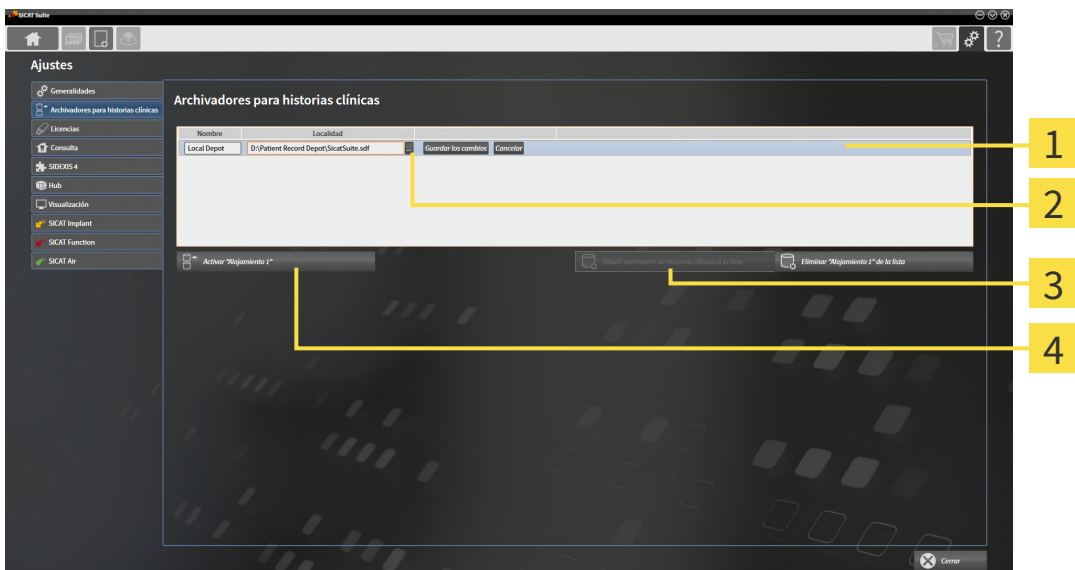 SICAT Suite
Ajustes
Generalidades
Archivadores para historias clínicas
Licencias
Consulta
SIDEXIS 4
Hub
Visualización
SICAT Implant
SICAT Function
SICAT Air
Archivadores para historias clínicas
Nombre Localidad
Local Depot D:\Patient Record Depot\SicatSuite.sdf ... Guardar los cambios Cancelar
Activar "Alojamiento 1"
Añadir archivador de historias clínicas a la lista
Eliminar "Alojamiento 1" de la lista
Cerrar
?
1
2
3
4